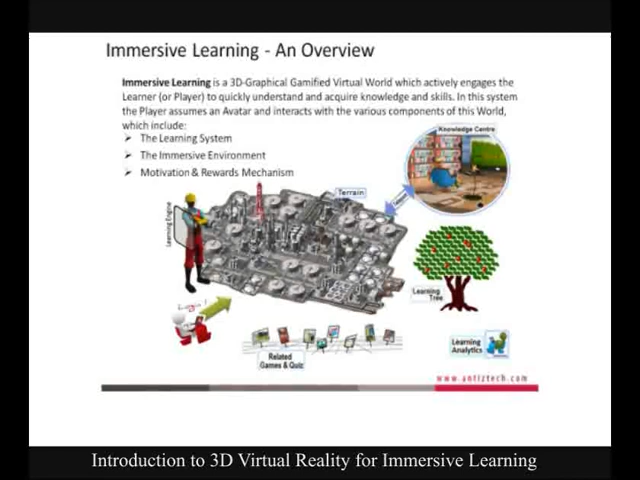 Immersive Learning - An Overview
Immersive Learning is a 3D-Graphical Gamified Virtual World which actively engages the
Learner (or Player) to quickly understand and acquire knowledge and skills. In this system
the Player assumes an Avatar and interacts with the various components of this World,
which include:
➢ The Learning System
➢ The Immersive Environment
➢ Motivation & Rewards Mechanism
Knowledge Centre
Terrain
Learning Engine
Learning
Tree
Related
Games & Quiz
Learning
Analytics
www.antiztech.com
Introduction to 3D Virtual Reality for Immersive Learning